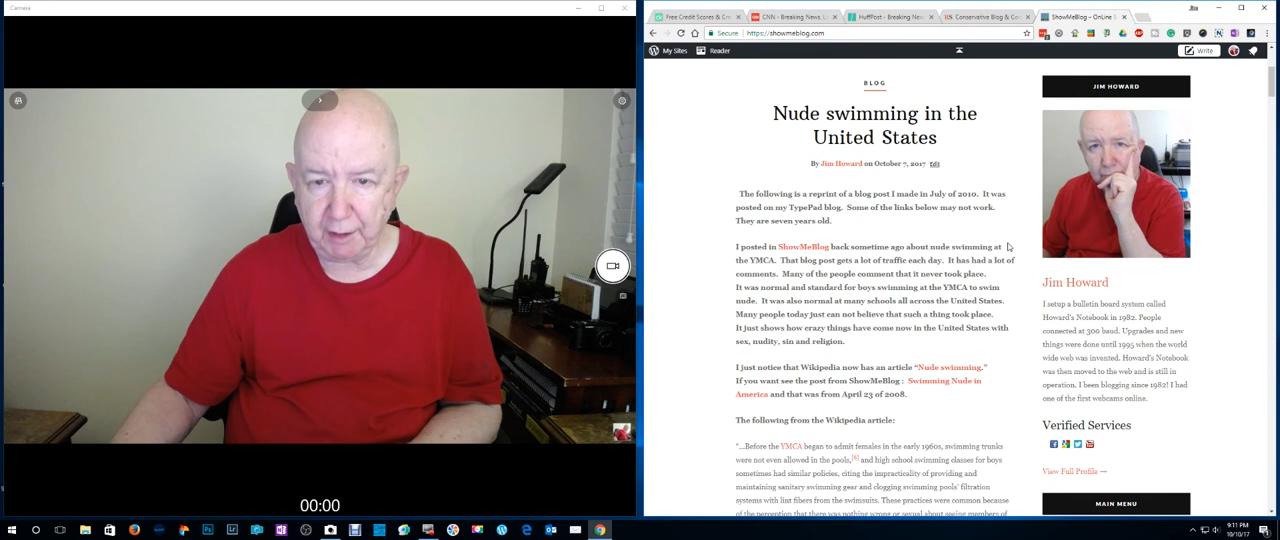 Camera
00:00
Jim
Free Credit Scores & Cre
CNN - Breaking News, L
HuffPost - Breaking New
Conservative Blog & Co
ShowMeBlog – OnLine S
Secure https://showmeblog.com
My Sites Reader Write
BLOG
Nude swimming in the
United States
By Jim Howard on October 7, 2017 Edit
The following is a reprint of a blog post I made in July of 2010. It was
posted on my TypePad blog. Some of the links below may not work.
They are seven years old.
I posted in ShowMeBlog back sometime ago about nude swimming at
the YMCA. That blog post gets a lot of traffic each day. It has had a lot of
comments. Many of the people comment that it never took place.
It was normal and standard for boys swimming at the YMCA to swim
nude. It was also normal at many schools all across the United States.
Many people today just can not believe that such a thing took place.
It just shows how crazy things have come now in the United States with
sex, nudity, sin and religion.
I just notice that Wikipedia now has an article “Nude swimming.”
If you want see the post from ShowMeBlog : Swimming Nude in
America and that was from April 23 of 2008.
The following from the Wikipedia article:
“…Before the YMCA began to admit females in the early 1960s, swimming trunks
were not even allowed in the pools,[6] and high school swimming classes for boys
sometimes had similar policies, citing the impracticality of providing and
maintaining sanitary swimming gear and clogging swimming pools’ filtration
systems with lint fibers from the swimsuits. These practices were common because
of the perception that there was nothing wrong or sexual about seeing members of
JIM HOWARD
Jim Howard
I setup a bulletin board system called
Howard's Notebook in 1982. People
connected at 300 baud. Upgrades and new
things were done until 1995 when the world
wide web was invented. Howard's Notebook
was then moved to the web and is still in
operation. I been blogging since 1982! I had
one of the first webcams online.
Verified Services
View Full Profile →
MAIN MENU
9:11 PM
10/10/17